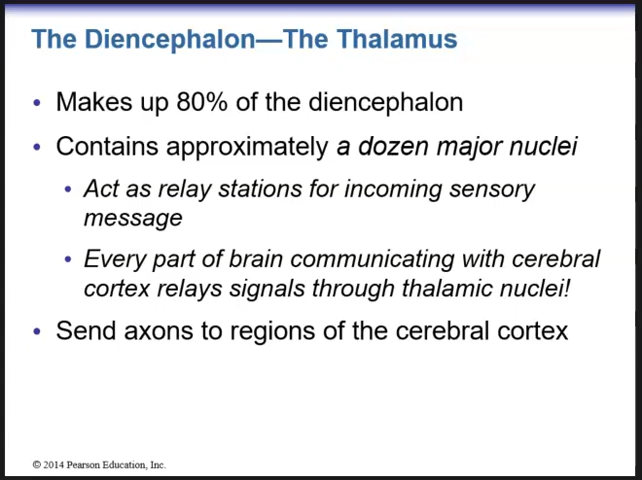 The Diencephalon—The Thalamus
• Makes up 80% of the diencephalon
• Contains approximately a dozen major nuclei
• Act as relay stations for incoming sensory
message
• Every part of brain communicating with cerebral
cortex relays signals through thalamic nuclei!
• Send axons to regions of the cerebral cortex
© 2014 Pearson Education, Inc.